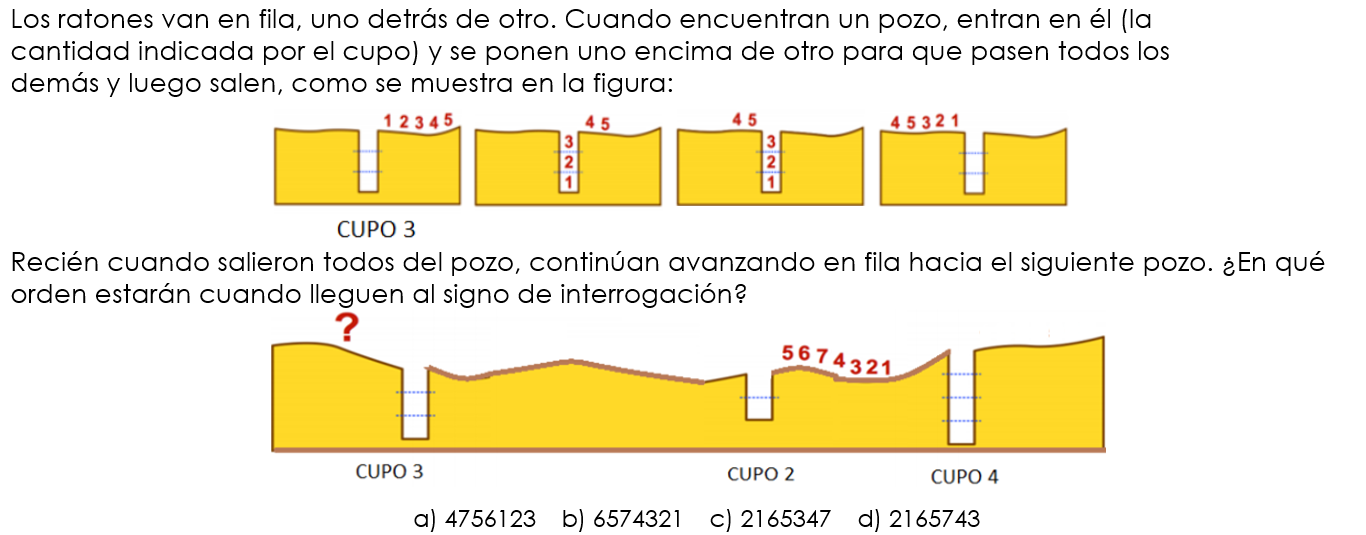 Los ratones van en fila, uno detrás de otro. Cuando encuentran un pozo, entran en él (la
cantidad indicada por el cupo) y se ponen uno encima de otro para que pasen todos los
demás y luego salen, como se muestra en la figura:
1 2 3 4 5
3
2
1
4 5
4 5
3
2
1
4 5 3 2 1
CUPO 3
Recién cuando salieron todos del pozo, continúan avanzando en fila hacia el siguiente pozo. ¿En qué
orden estarán cuando lleguen al signo de interrogación?
?
5 6 7 4 3 2 1
CUPO 3 CUPO 2 CUPO 4
a) 4756123 b) 6574321 c) 2165347 d) 2165743